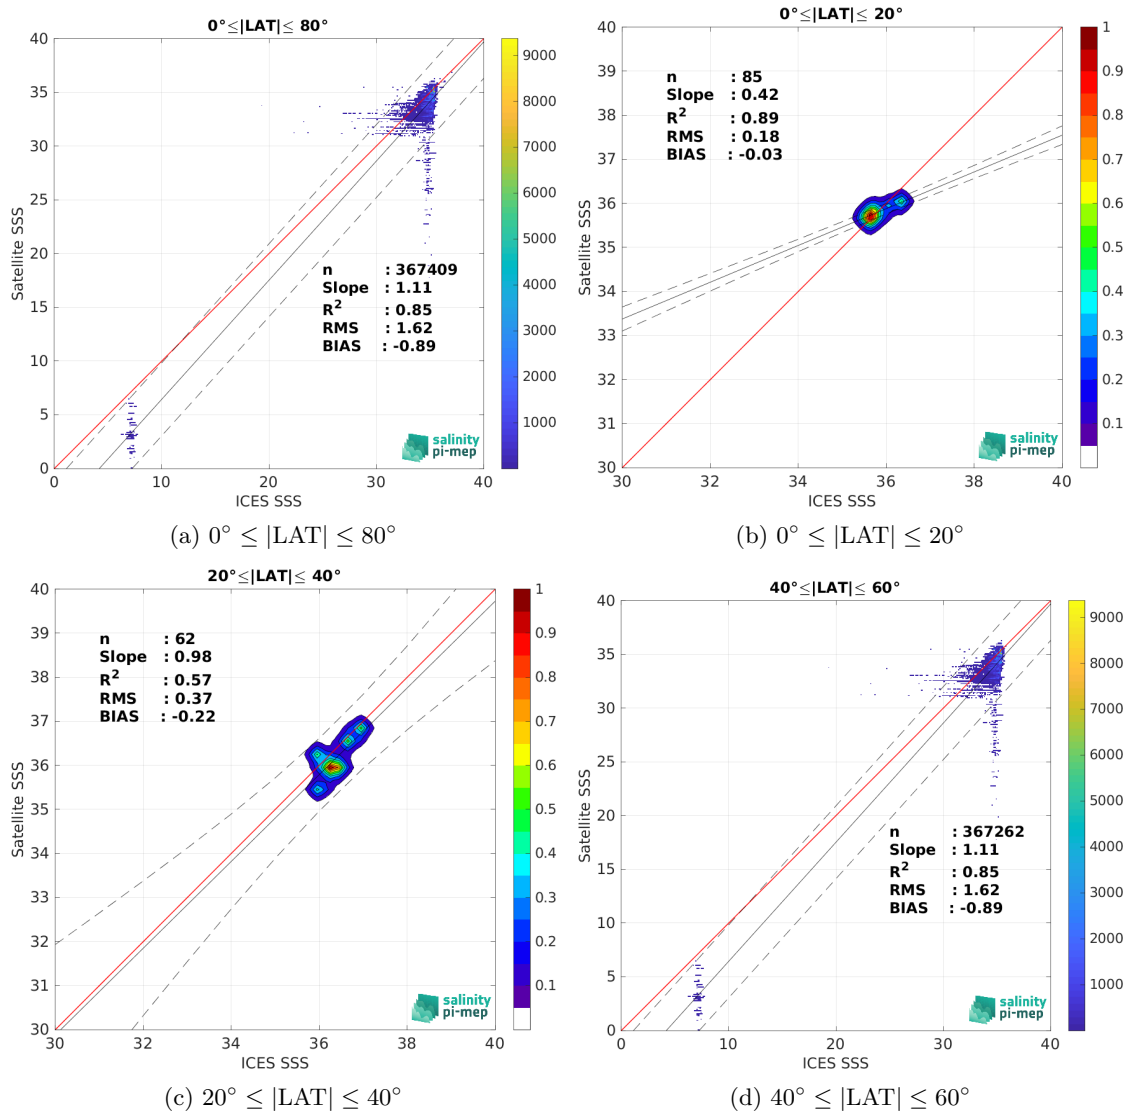 0°≤|LAT|≤ 80°
40
35
30
25
20
15
10
5
0
Satellite SSS
n : 367409
Slope : 1.11
R² : 0.85
RMS : 1.62
BIAS : -0.89
salinity
pi-mep
0 10 20 30 40
ICES SSS
9000
8000
7000
6000
5000
4000
3000
2000
1000
(a) 0° ≤ |LAT| ≤ 80°
0°≤|LAT|≤ 20°
40
39
38
37
36
35
34
33
32
31
30
Satellite SSS
n : 85
Slope : 0.42
R² : 0.89
RMS : 0.18
BIAS : -0.03
salinity
pi-mep
30 32 34 36 38 40
ICES SSS
1
0.9
0.8
0.7
0.6
0.5
0.4
0.3
0.2
0.1
(b) 0° ≤ |LAT| ≤ 20°
20°≤|LAT|≤ 40°
40
39
38
37
36
35
34
33
32
31
30
Satellite SSS
n : 62
Slope : 0.98
R² : 0.57
RMS : 0.37
BIAS : -0.22
salinity
pi-mep
30 32 34 36 38 40
ICES SSS
1
0.9
0.8
0.7
0.6
0.5
0.4
0.3
0.2
0.1
(c) 20° ≤ |LAT| ≤ 40°
40°≤|LAT|≤ 60°
40
35
30
25
20
15
10
5
0
Satellite SSS
n : 367262
Slope : 1.11
R² : 0.85
RMS : 1.62
BIAS : -0.89
salinity
pi-mep
0 10 20 30 40
ICES SSS
9000
8000
7000
6000
5000
4000
3000
2000
1000
(d) 40° ≤ |LAT| ≤ 60°